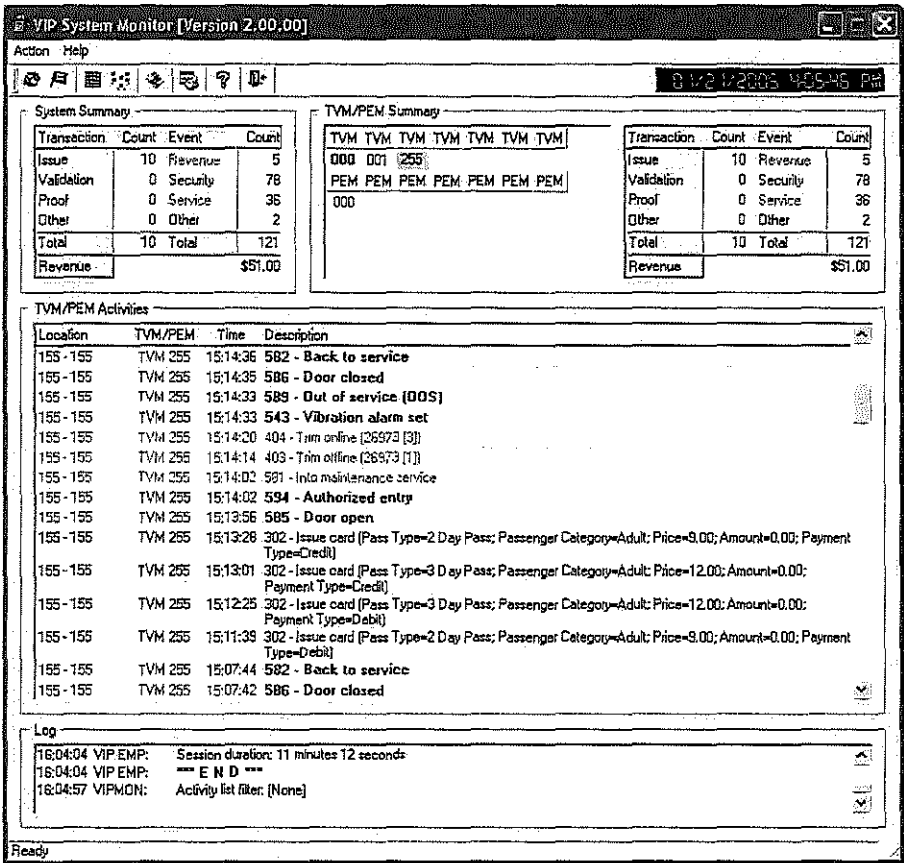 VIP System Monitor [Version 2.00.00]
Action Help
01/21/2005 4:05:45 PM
System Summary
Transaction Count Event Count
Issue 10 Revenue 5
Validation 0 Security 78
Proof 0 Service 36
Other 0 Other 2
Total 10 Total 121
Revenue $51.00
TVM/PEM Summary
TVM TVM TVM TVM TVM TVM TVM
000 001 255
PEM PEM PEM PEM PEM PEM PEM
000
Transaction Count Event Count
Issue 10 Revenue 5
Validation 0 Security 78
Proof 0 Service 36
Other 0 Other 2
Total 10 Total 121
Revenue $51.00
TVM/PEM Activities
Location TVM/PEM Time Description
155 - 155 TVM 255 15:14:36 582 - Back to service
155 - 155 TVM 255 15:14:35 586 - Door closed
155 - 155 TVM 255 15:14:33 589 - Out of service (OOS)
155 - 155 TVM 255 15:14:33 543 - Vibration alarm set
155 - 155 TVM 255 15:14:20 404 - Trim online (26973 [3])
155 - 155 TVM 255 15:14:14 403 - Trim offline (26973 [1])
155 - 155 TVM 255 15:14:02 591 - Into maintenance service
155 - 155 TVM 255 15:14:02 594 - Authorized entry
155 - 155 TVM 255 15:13:56 585 - Door open
155 - 155 TVM 255 15:13:28 302 - Issue card (Pass Type=2 Day Pass; Passenger Category=Adult; Price=9.00; Amount=0.00; Payment
Type=Credit)
155 - 155 TVM 255 15:13:01 302 - Issue card (Pass Type=3 Day Pass; Passenger Category=Adult; Price=12.00; Amount=0.00;
Payment Type=Credit)
155 - 155 TVM 255 15:12:25 302 - Issue card (Pass Type=3 Day Pass; Passenger Category=Adult; Price=12.00; Amount=0.00;
Payment Type=Debit)
155 - 155 TVM 255 15:11:39 302 - Issue card (Pass Type=2 Day Pass; Passenger Category=Adult; Price=9.00; Amount=0.00; Payment
Type=Debit)
155 - 155 TVM 255 15:07:44 582 - Back to service
155 - 155 TVM 255 15:07:42 586 - Door closed
Log
16:04:04 VIP EMP: Session duration: 11 minutes 12 seconds
16:04:04 VIP EMP: *** E N D ***
16:04:57 VIPMON: Activity list filter: [None]
Ready